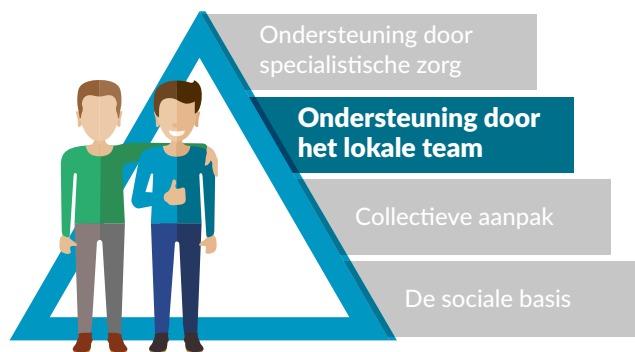 Ondersteuning door
specialistische zorg
Ondersteuning door
het lokale team
Collectieve aanpak
De sociale basis